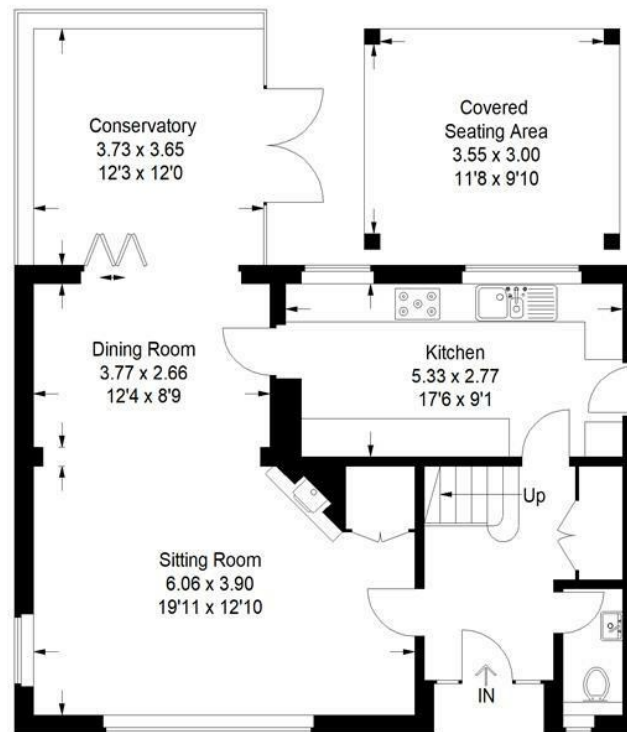 Conservatory
3.73 x 3.65
12'3 x 12'0
Covered
Seating Area
3.55 x 3.00
11'8 x 9'10
Dining Room
3.77 x 2.66
12'4 x 8'9
Kitchen
5.33 x 2.77
17'6 x 9'1
Up
Sitting Room
6.06 x 3.90
19'11 x 12'10
IN